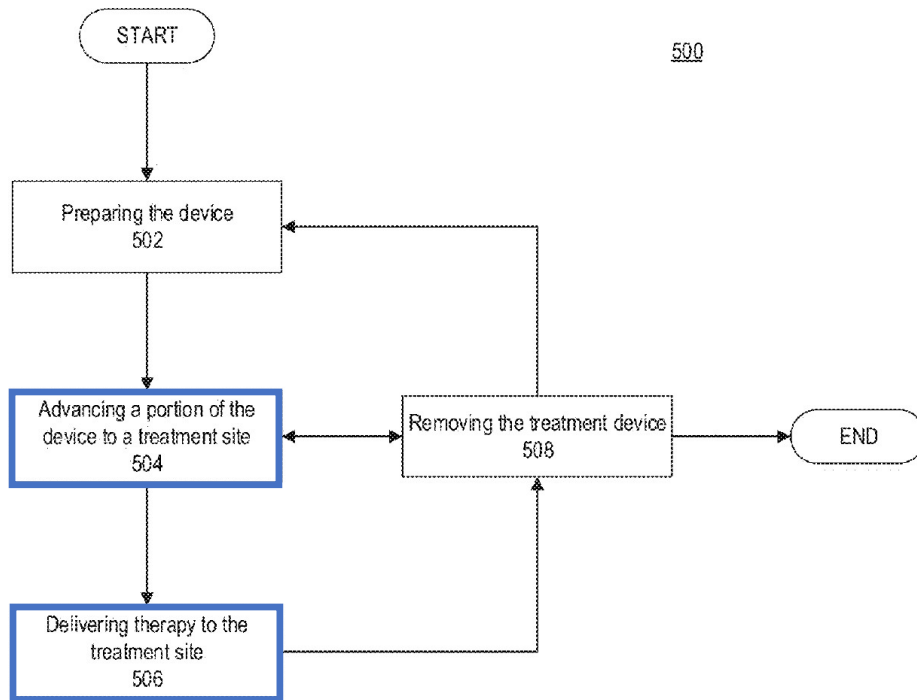 START
500
Preparing the device
502
Advancing a portion of the
device to a treatment site
504
Removing the treatment device
508
END
Delivering therapy to the
treatment site
506